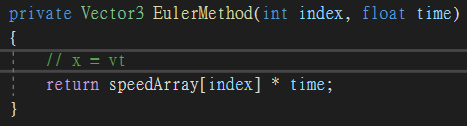 private Vector3 EulerMethod(int index, float time)
{
// x = vt
return speedArray[index] * time;
}